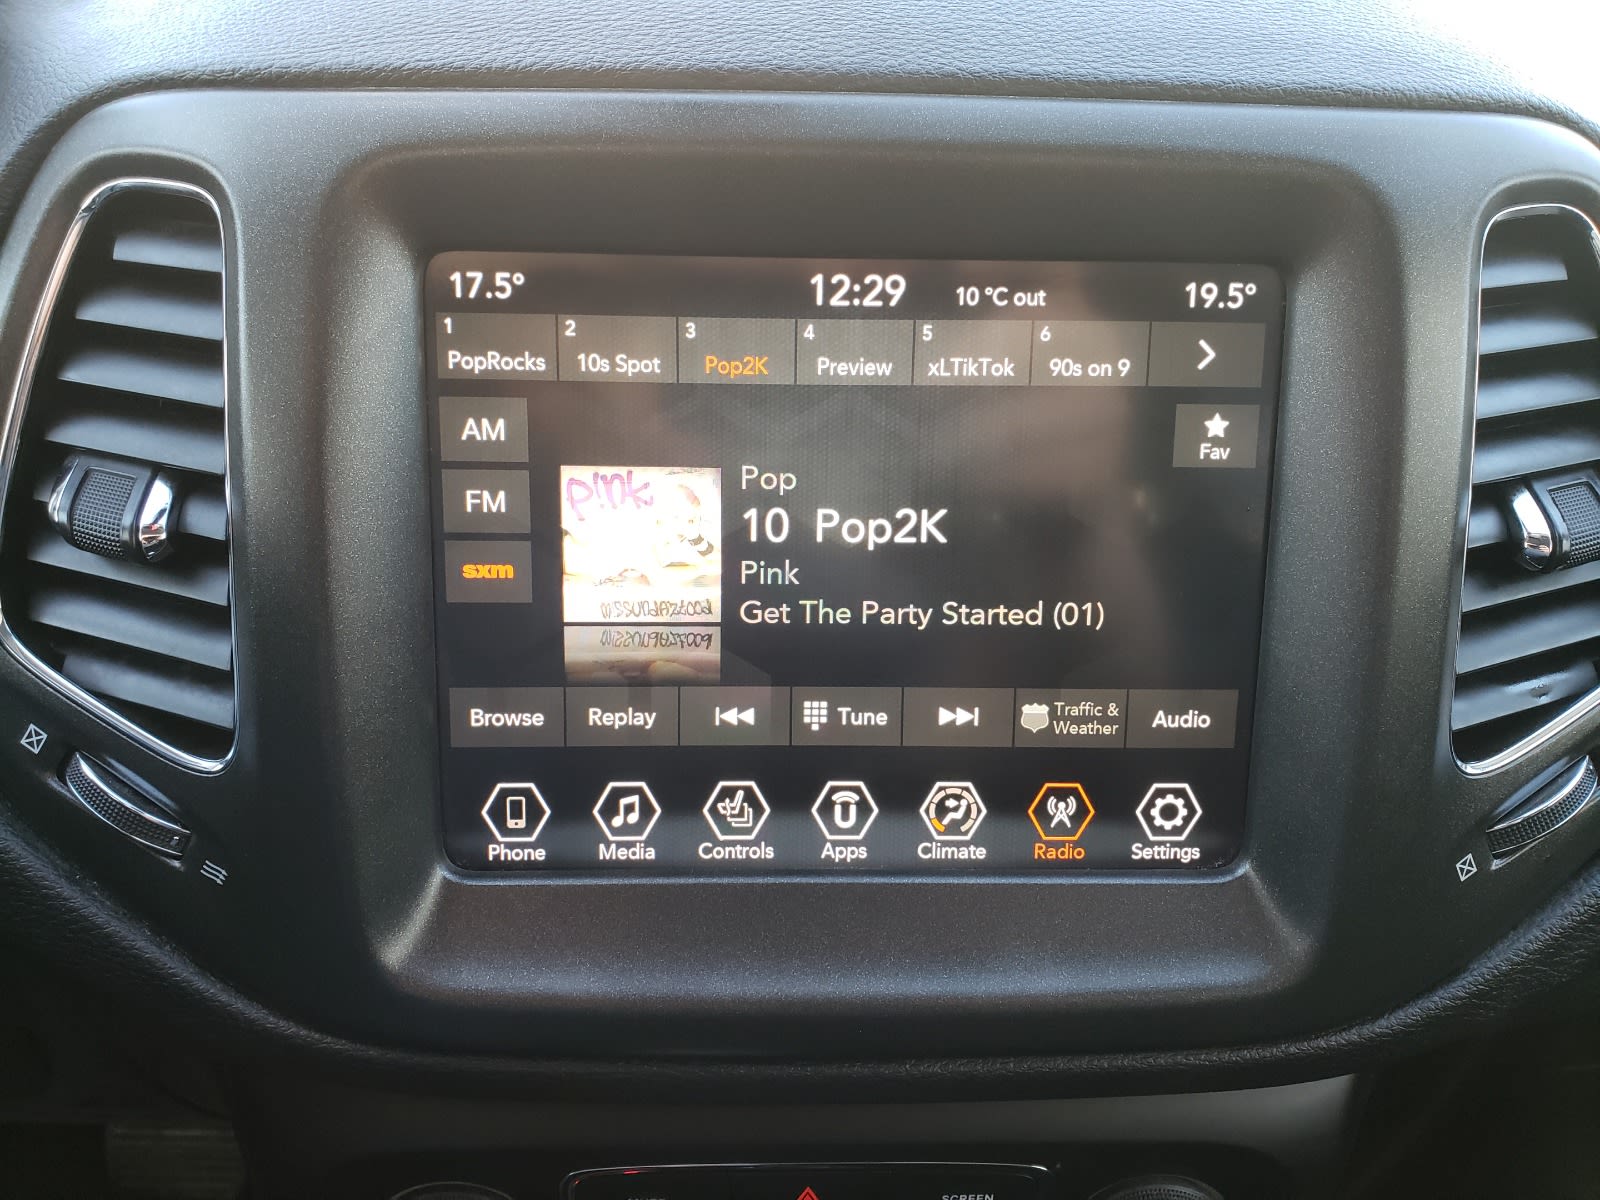 17.5° 12:29 10 °C out 19.5°
1 2 3 4 5 6
PopRocks 10s Spot Pop2K Preview xLTikTok 90s on 9
AM
Fav
FM
sxm
p!nk
m!ssundaztood
Pop
10 Pop2K
Pink
Get The Party Started (01)
Browse Replay Tune Traffic & Weather Audio
Phone Media Controls Apps Climate Radio Settings
SCREEN